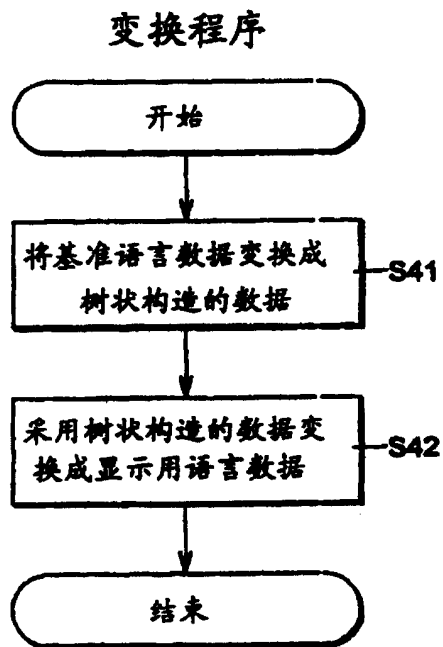 变换程序
开始
将基准语言数据变换成
树状构造的数据
S41
采用树状构造的数据变
换成显示用语言数据
S42
结束